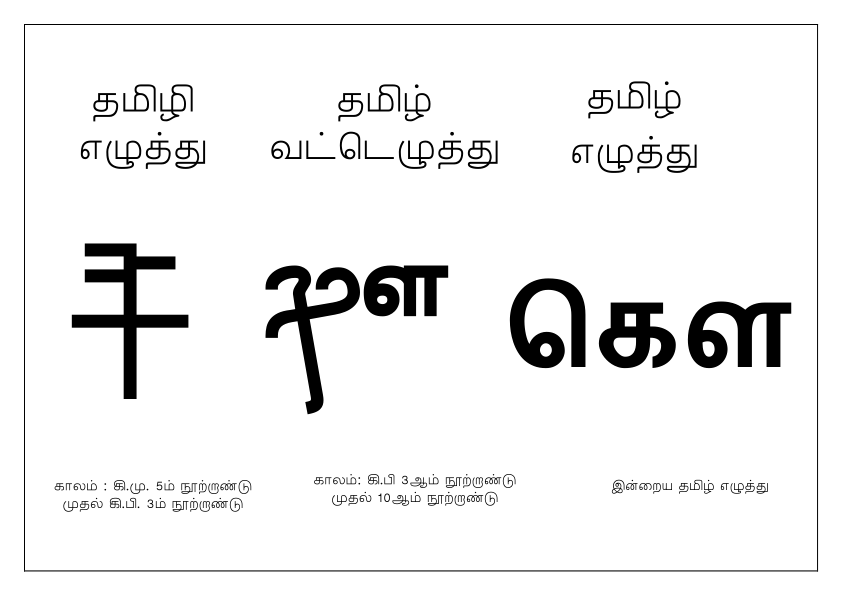 தமிழி
எழுத்து
தமிழ்
வட்டெழுத்து
தமிழ்
எழுத்து
கௌ
காலம் : கி.மு. 5ம் நூற்றாண்டு
முதல் கி.பி. 3ம் நூற்றாண்டு
காலம்: கி.பி 3ஆம் நூற்றாண்டு
முதல் 10ஆம் நூற்றாண்டு
இன்றைய தமிழ் எழுத்து